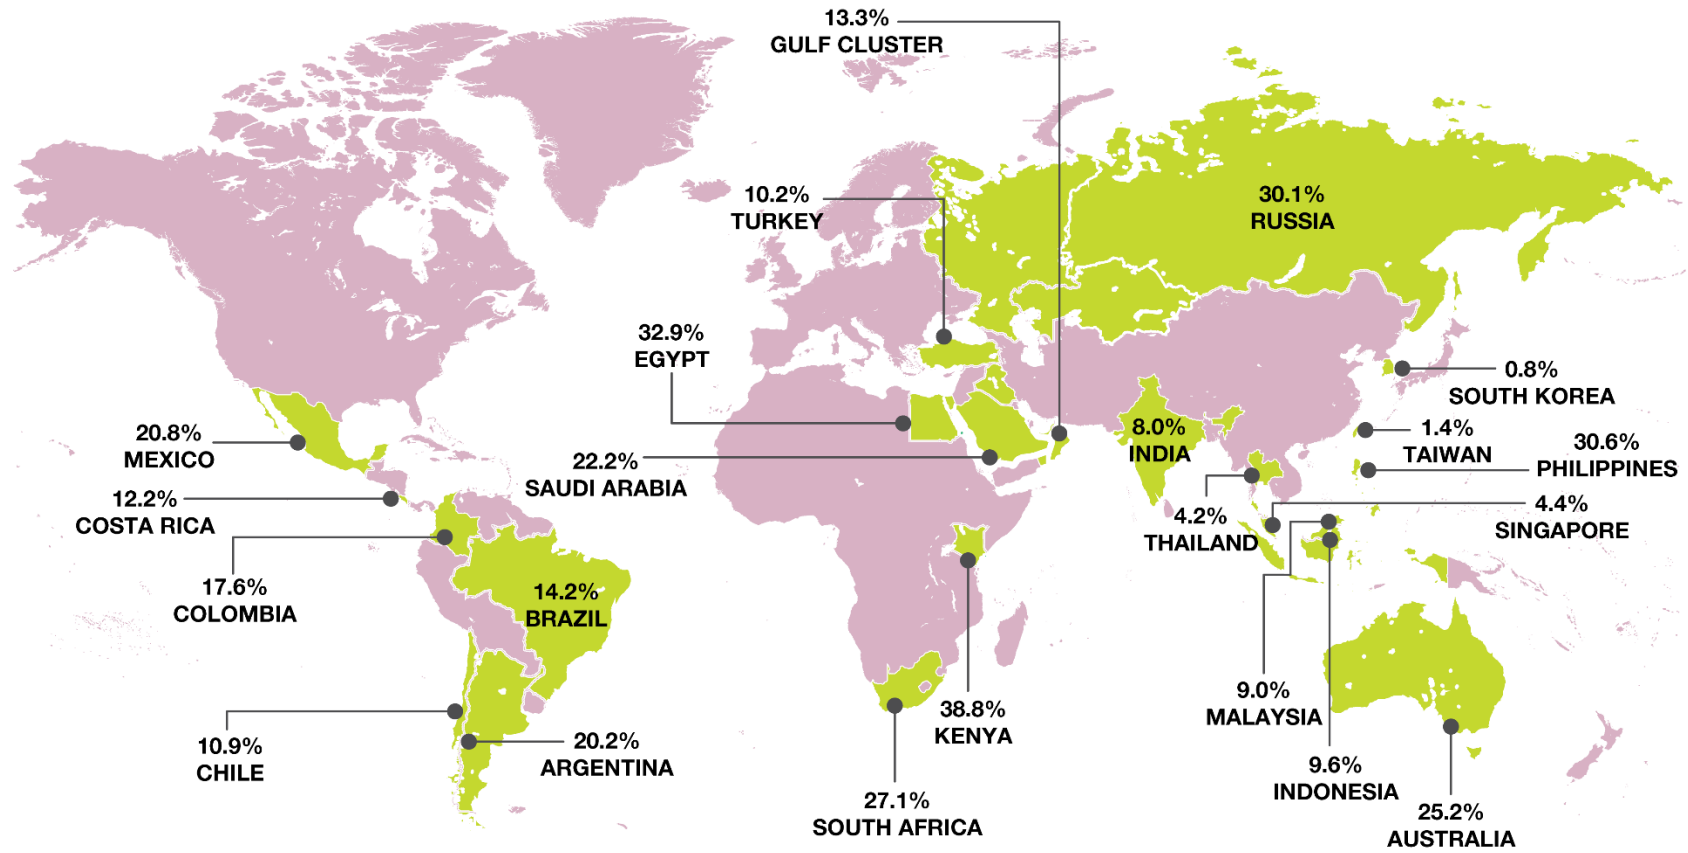 13.3%
GULF CLUSTER
10.2%
TURKEY
30.1%
RUSSIA
32.9%
EGYPT
0.8%
SOUTH KOREA
20.8%
MEXICO
8.0%
INDIA
1.4%
TAIWAN
30.6%
PHILIPPINES
22.2%
SAUDI ARABIA
12.2%
COSTA RICA
4.2%
THAILAND
4.4%
SINGAPORE
17.6%
COLOMBIA
14.2%
BRAZIL
9.0%
MALAYSIA
38.8%
KENYA
10.9%
CHILE
20.2%
ARGENTINA
9.6%
INDONESIA
27.1%
SOUTH AFRICA
25.2%
AUSTRALIA